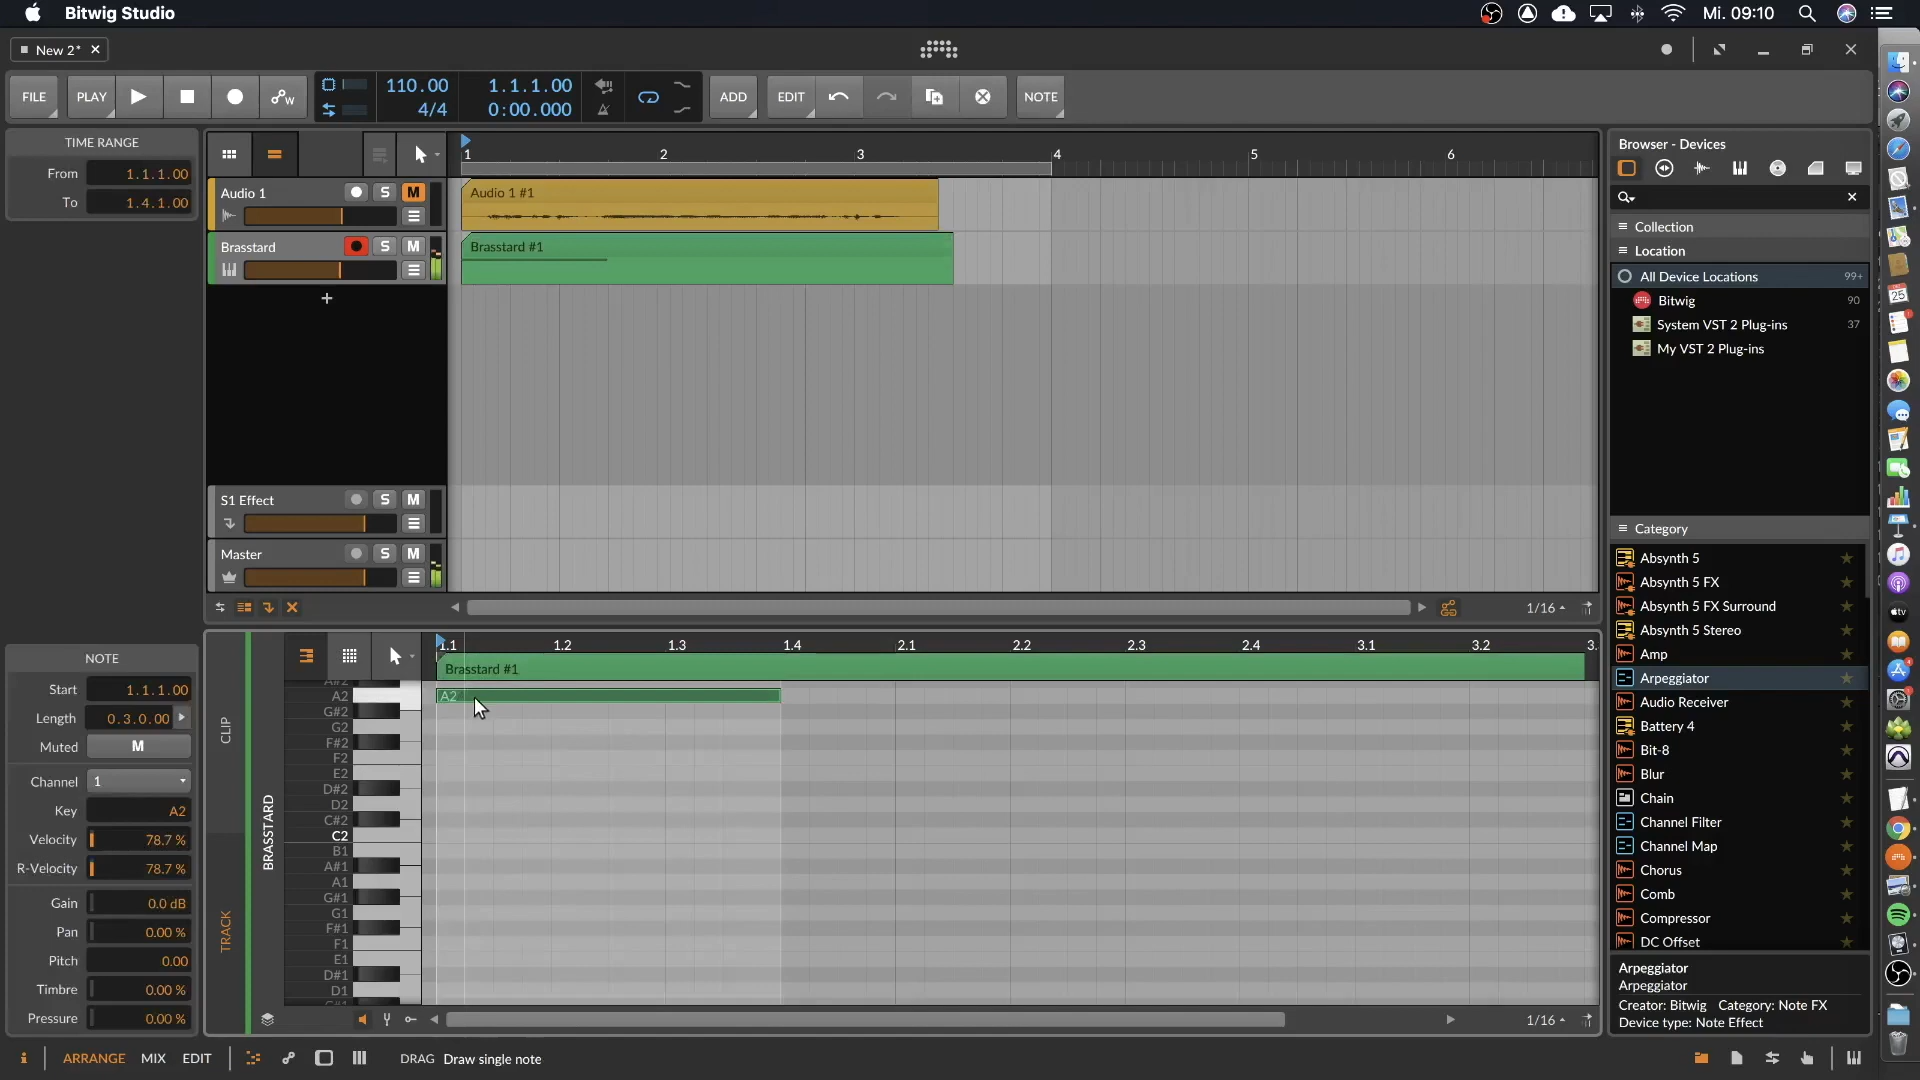 Bitwig Studio
Mi. 09:10
New 2*
FILE
PLAY
110.00
4/4
1.1.1.00
0:00.000
ADD
EDIT
NOTE
TIME RANGE
From 1.1.1.00
To 1.4.1.00
1 2 3 4 5 6
Audio 1 S M
Audio 1 #1
Brasstard S M
Brasstard #1
+
S1 Effect S M
Master S M
1/16
Browser - Devices
Collection
Location
All Device Locations 99+
Bitwig 90
System VST 2 Plug-ins 37
My VST 2 Plug-ins
Category
Absynth 5
Absynth 5 FX
Absynth 5 FX Surround
Absynth 5 Stereo
Amp
Arpeggiator
Audio Receiver
Battery 4
Bit-8
Blur
Chain
Channel Filter
Channel Map
Chorus
Comb
Compressor
DC Offset
Arpeggiator
Arpeggiator
Creator: Bitwig Category: Note FX
Device type: Note Effect
NOTE
Start 1.1.1.00
Length 0.3.0.00
Muted M
Channel 1
Key A2
Velocity 78.7 %
R-Velocity 78.7 %
Gain 0.0 dB
Pan 0.00 %
Pitch 0.00
Timbre 0.00 %
Pressure 0.00 %
CLIP
TRACK
BRASSTARD
1.1 1.2 1.3 1.4 2.1 2.2 2.3 2.4 3.1 3.2 3.
Brasstard #1
A#2
A2
A2
G#2
G2
F#2
F2
E2
D#2
D2
C#2
C2
B1
A#1
A1
G#1
G1
F#1
F1
E1
D#1
D1
C#1
1/16
ARRANGE MIX EDIT
DRAG Draw single note